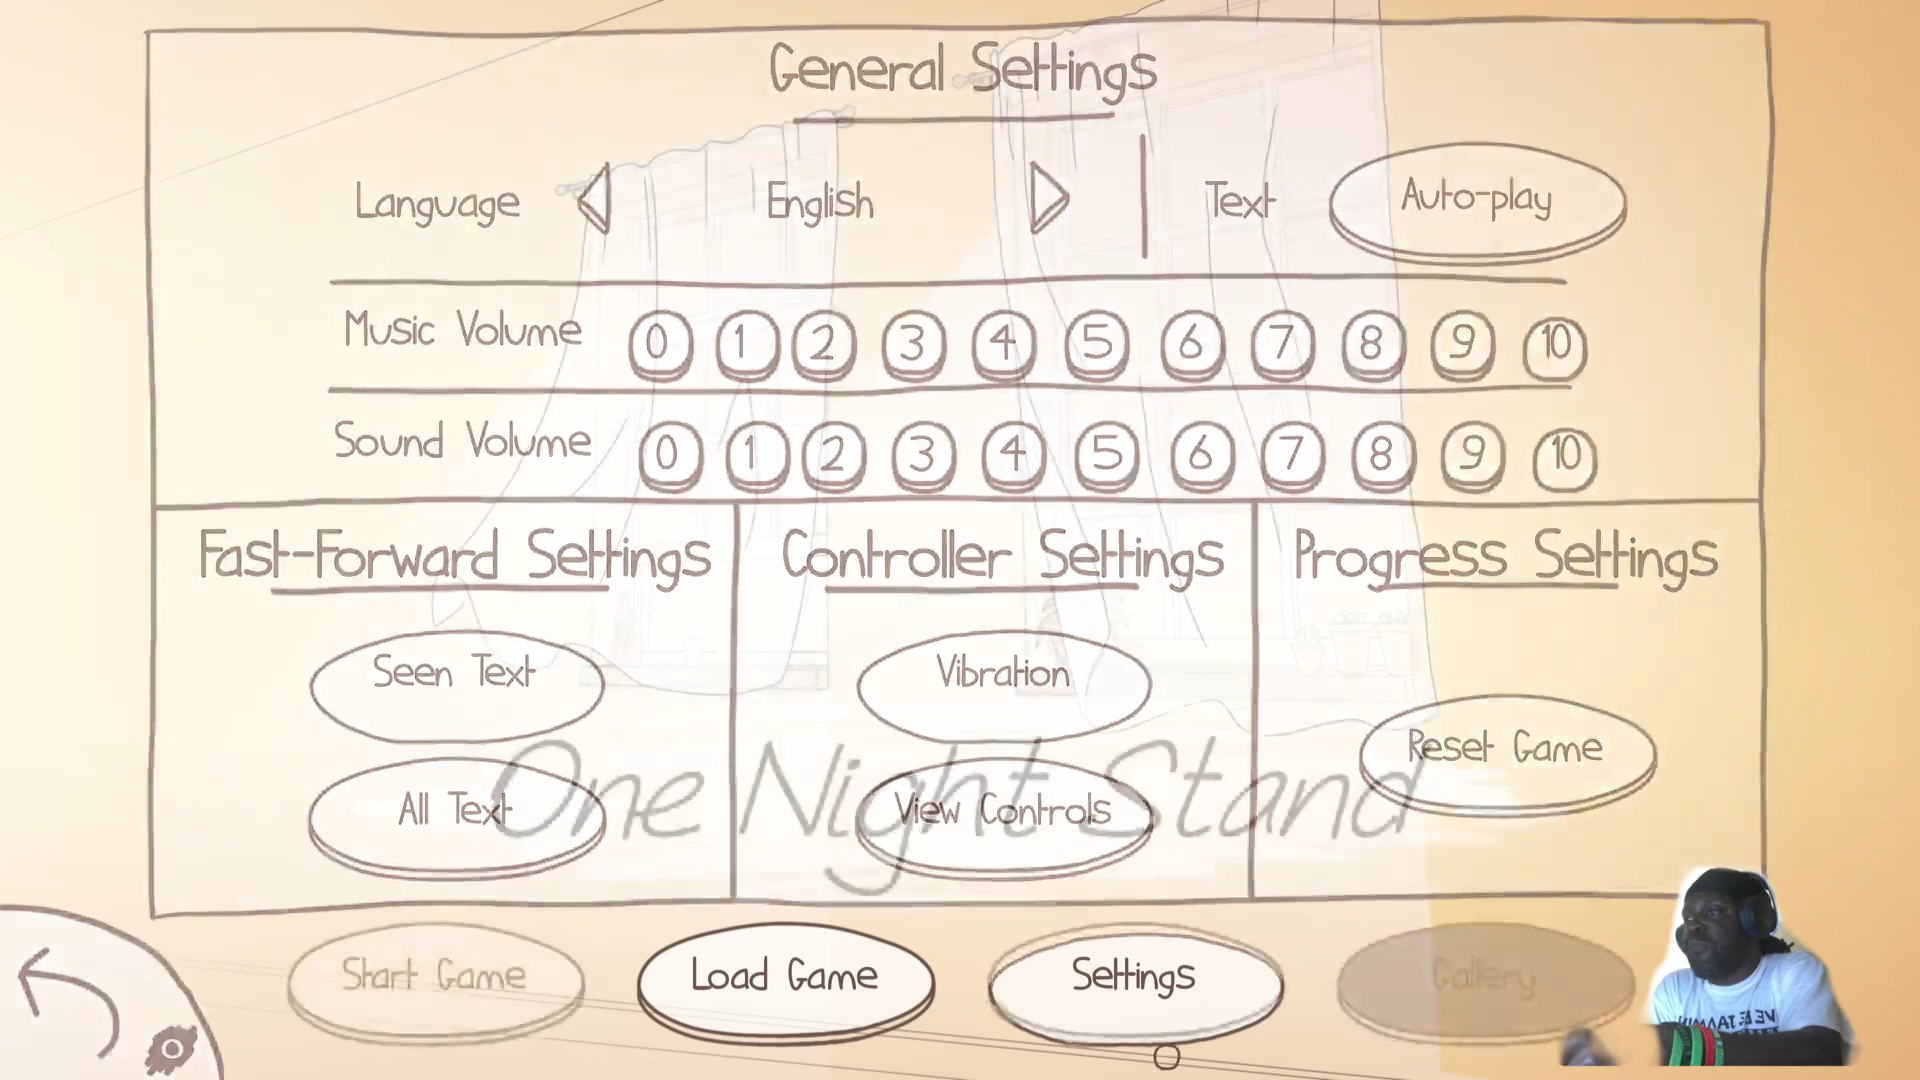 General Settings
Language English Text Auto-play
Music Volume 0 1 2 3 4 5 6 7 8 9 10
Sound Volume 0 1 2 3 4 5 6 7 8 9 10
Fast-Forward Settings Controller Settings Progress Settings
Seen Text Vibration
Reset Game
All Text View Controls
One Night Stand
Start Game Load Game Settings Gallery